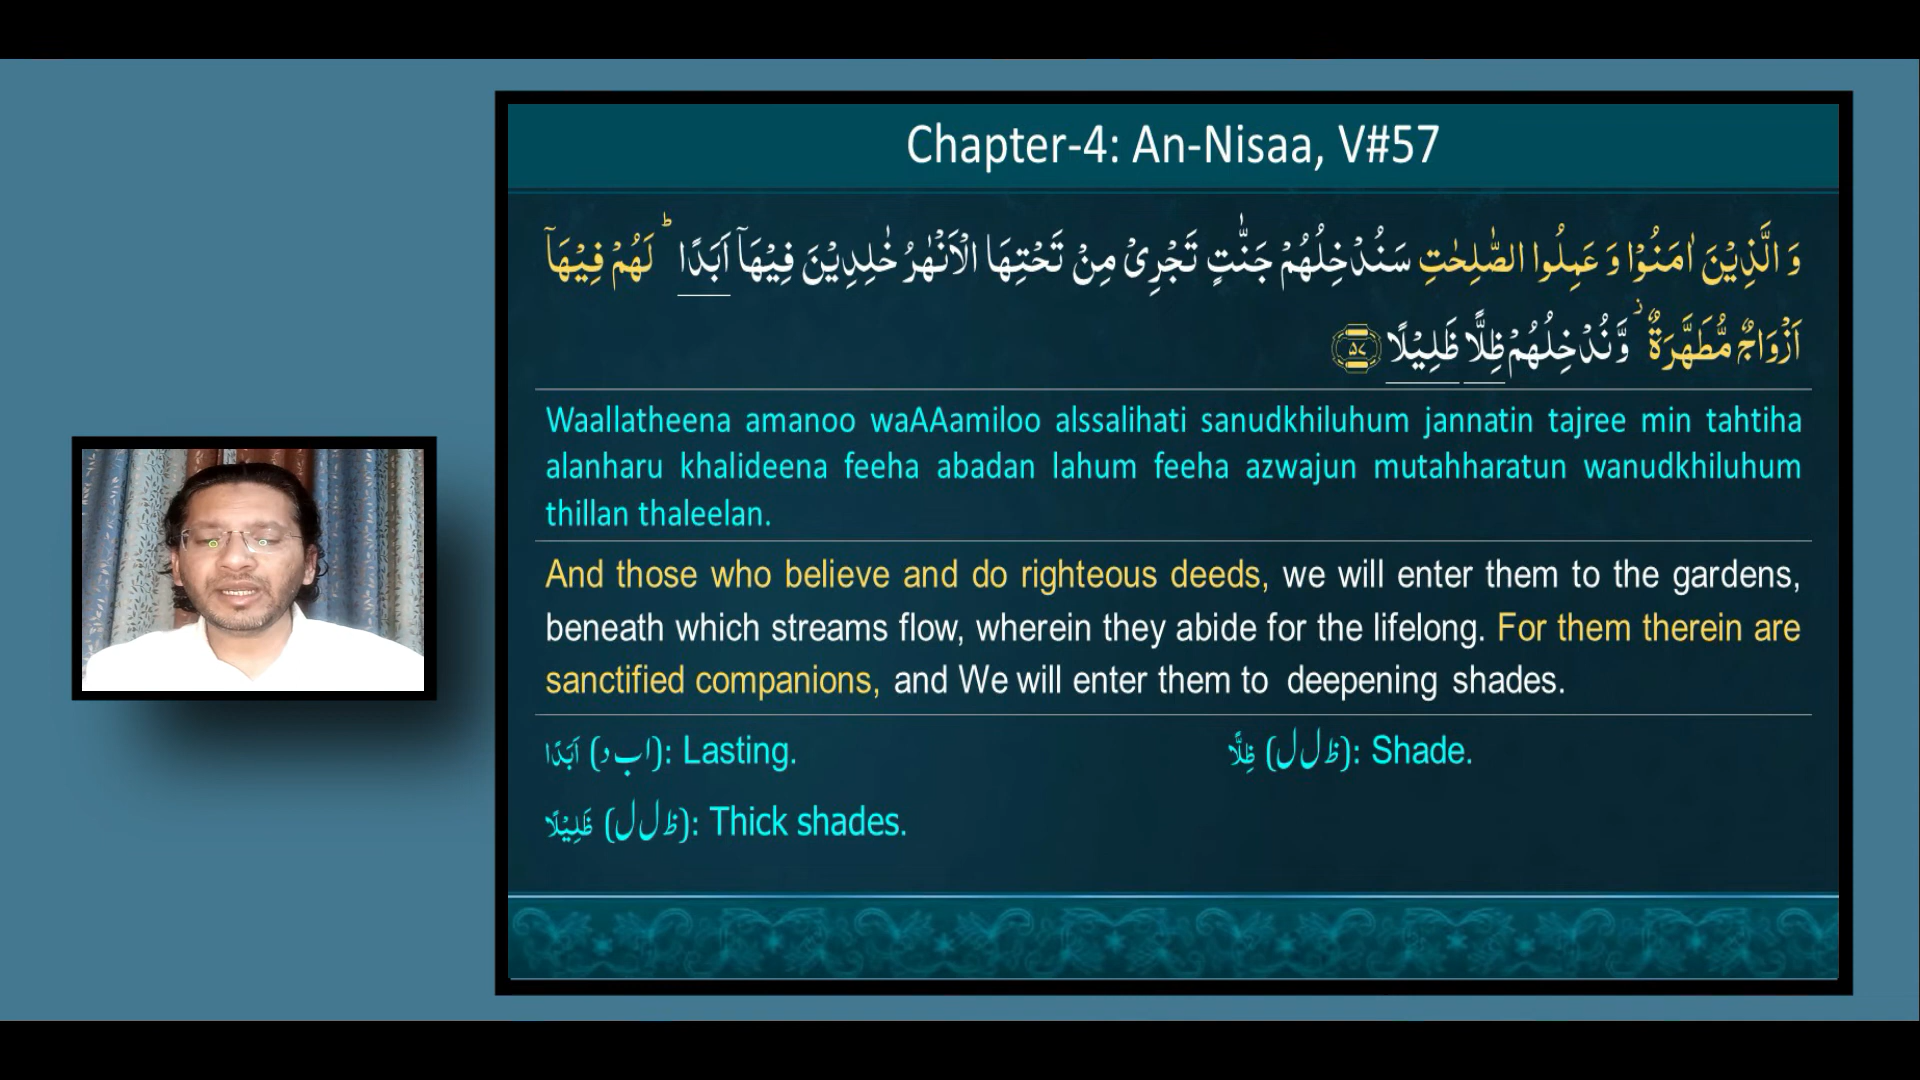 Chapter-4: An-Nisaa, V#57
وَ الَّذِیْنَ اٰمَنُوْا وَ عَمِلُوا الصّٰلِحٰتِ سَنُدْخِلُهُمْ جَنّٰتٍ تَجْرِیْ مِنْ تَحْتِهَا الْاَنْهٰرُ خٰلِدِیْنَ فِیْهَاۤ اَبَدًا ؕ لَهُمْ فِیْهَاۤ
اَزْوَاجٌ مُّطَهَّرَةٌ ؗ وَّ نُدْخِلُهُمْ ظِلًّا ظَلِیْلًا ۵۷
Waallatheena amanoo waAAamiloo alssalihati sanudkhiluhum jannatin tajree min tahtiha
alanharu khalideena feeha abadan lahum feeha azwajun mutahharatun wanudkhiluhum
thillan thaleelan.
And those who believe and do righteous deeds, we will enter them to the gardens,
beneath which streams flow, wherein they abide for the lifelong. For them therein are
sanctified companions, and We will enter them to deepening shades.
اَبَدًا (ا ب د): Lasting.
ظِلًّا (ظ ل ل): Shade.
ظَلِیْلًا (ظ ل ل): Thick shades.